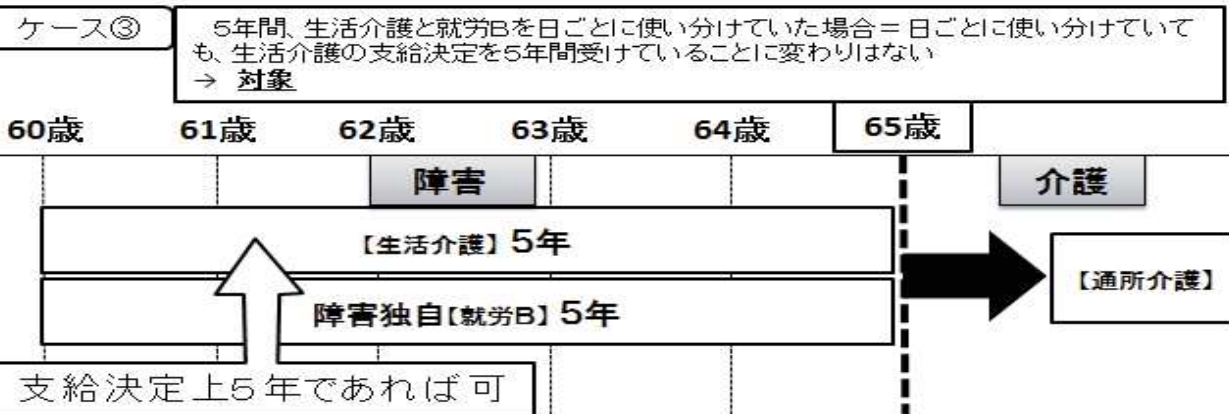 ケース③
5年間、生活介護と就労Bを日ごとに使い分けていた場合=日ごとに使い分けていて
も、生活介護の支給決定を5年間受けていることに変わりはない
→ 対象
60歳 61歳 62歳 63歳 64歳 65歳
障害 介護
【生活介護】5年
【通所介護】
障害独自【就労B】5年
支給決定上5年であれば可